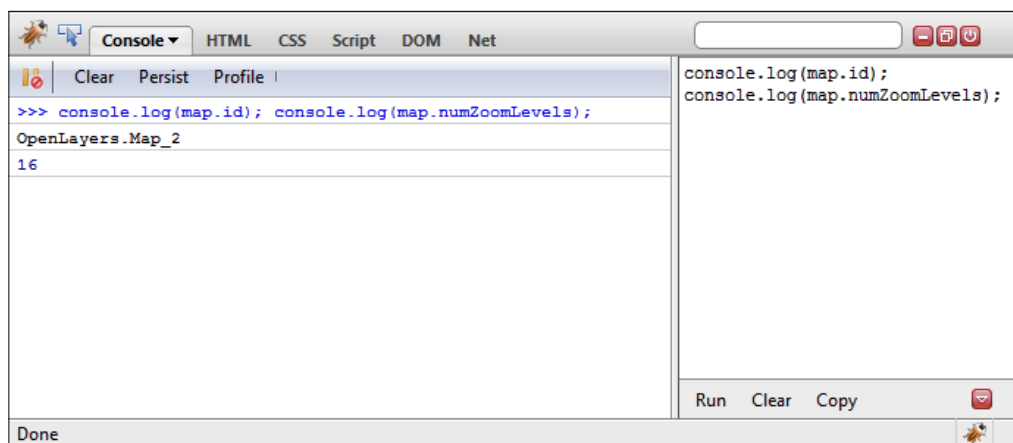 Console HTML CSS Script DOM Net
Clear Persist Profile
>>> console.log(map.id); console.log(map.numZoomLevels);
OpenLayers.Map_2
16
console.log(map.id);
console.log(map.numZoomLevels);
Run Clear Copy
Done